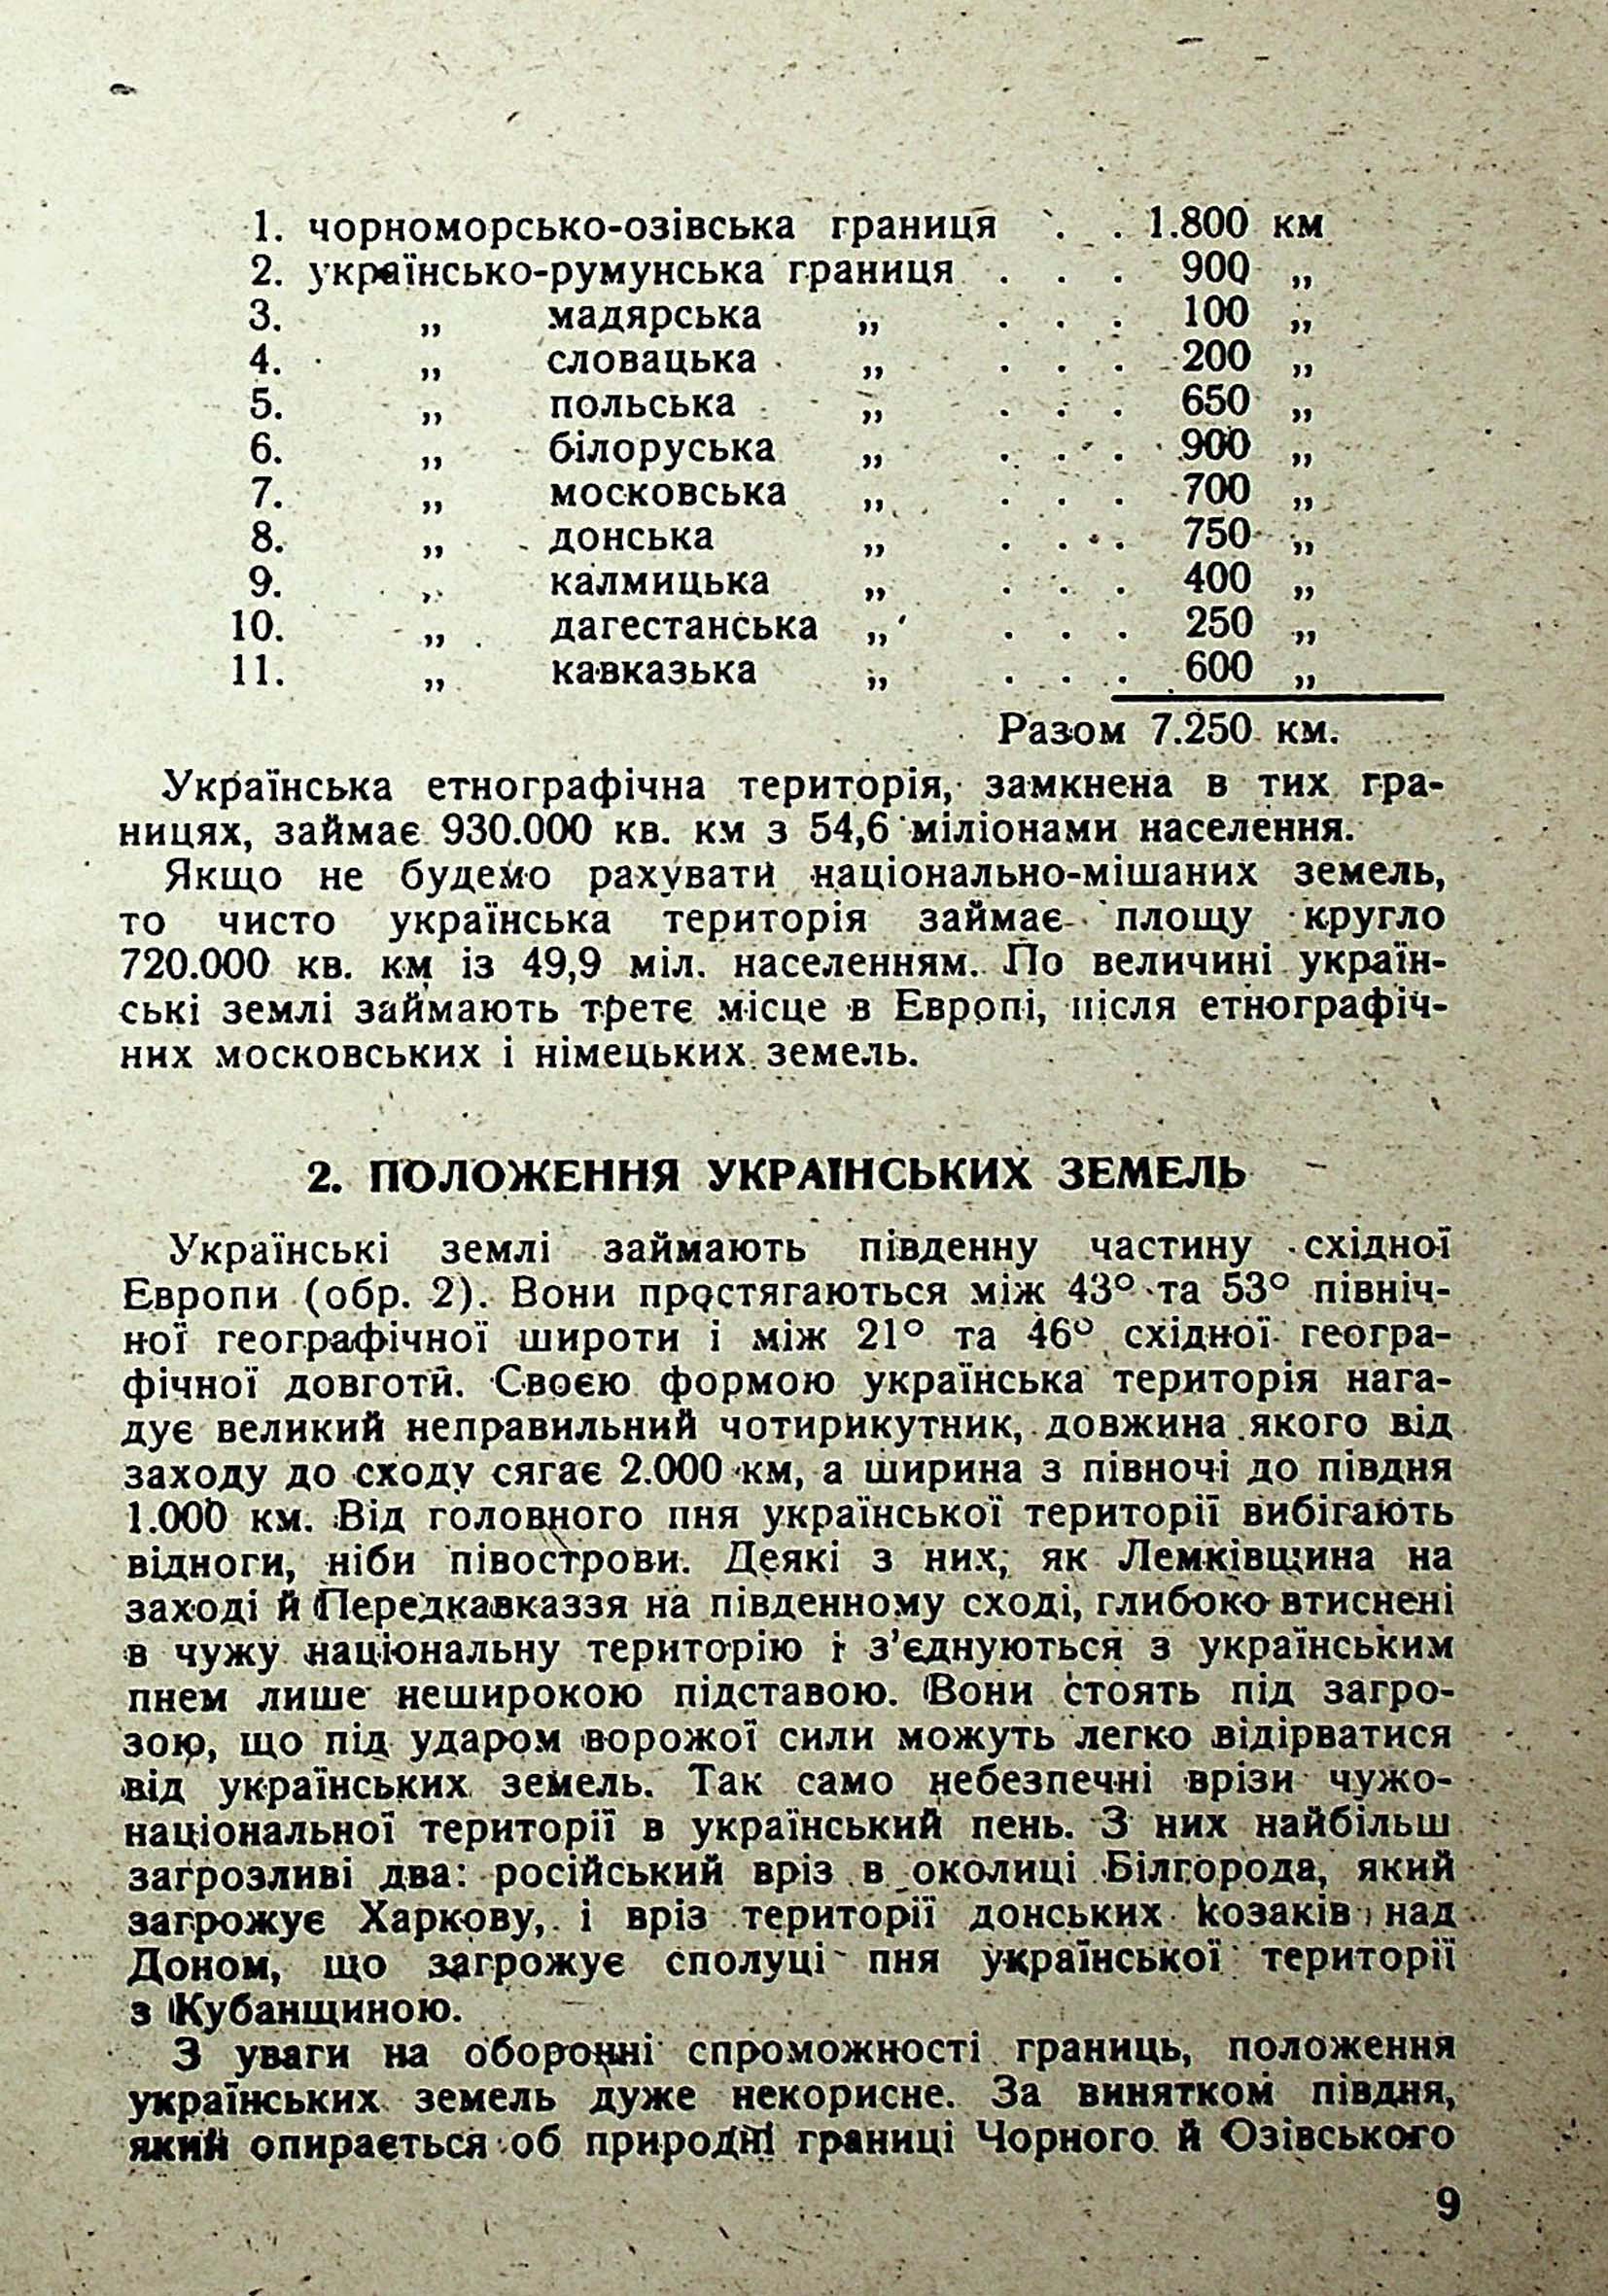 1. чорноморсько-озівська границя . . 1.800 км
2. українсько-румунська границя . . . 900 „
3. „ мадярська „ . . . 100 „
4. „ словацька „ . . . 200 „
5. „ польська „ . . . 650 „
6. „ білоруська „ . . . 900 „
7. „ московська „ . . . 700 „
8. „ донська „ . . . 750 „
9. „ калмицька „ . . . 400 „
10. „ дагестанська „ . . . 250 „
11. „ кавказька „ . . . 600 „
Разом 7.250 км.
Українська етнографічна територія, замкнена в тих гра-
ницях, займає 930.000 кв. км з 54,6 міліонами населення.
Якщо не будемо рахувати національно-мішаних земель,
то чисто українська територія займає площу кругло
720.000 кв. км із 49,9 міл. населенням. По величині україн-
ські землі займають третє місце в Европі, після етнографіч-
них московських і німецьких земель.
2. ПОЛОЖЕННЯ УКРАЇНСЬКИХ ЗЕМЕЛЬ
Українські землі займають південну частину східної
Европи (обр. 2). Вони простягаються між 43° та 53° північ-
ної географічної широти і між 21° та 46° східної геогра-
фічної довготи. Своєю формою українська територія нага-
дує великий неправильний чотирикутник, довжина якого від
заходу до сходу сягає 2.000 км, а ширина з півночі до півдня
1.000 км. Від головного пня української території вибігають
відноги, ніби півострови. Деякі з них, як Лемківщина на
заході й Передкавказзя на південному сході, глибоко втиснені
в чужу національну територію і з’єднуються з українським
пнем лише неширокою підставою. Вони стоять під загро-
зою, що під ударом ворожої сили можуть легко відірватися
від українських земель. Так само небезпечні врізи чужо-
національної території в український пень. З них найбільш
загрозливі два: російський вріз в околиці Білгорода, який
загрожує Харкову, і вріз території донських козаків над
Доном, що загрожує сполуці пня української території
з Кубанщиною.
З уваги на оборонні спроможності границь, положення
українських земель дуже некорисне. За винятком півдня,
який опирається об природні границі Чорного й Озівського
9